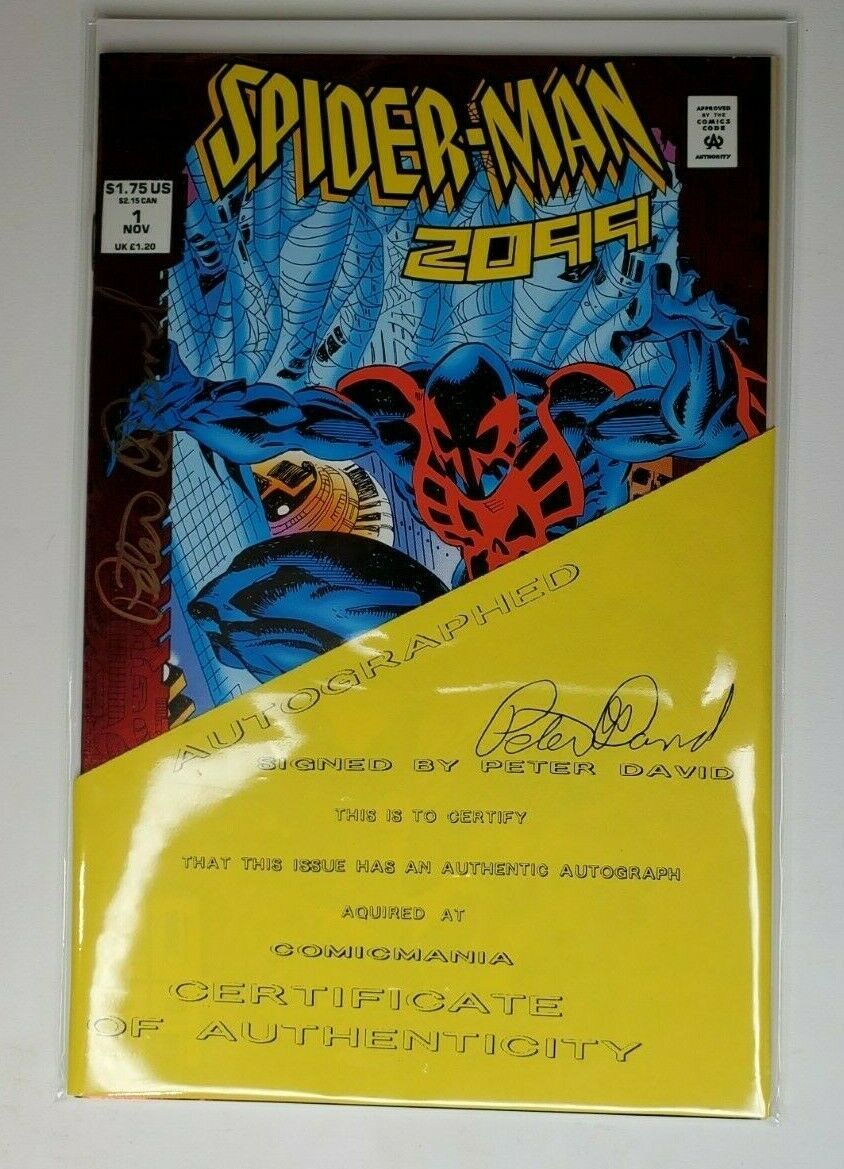 SPIDER-MAN
2099
APPROVED
BY THE
COMICS
CODE
CA
AUTHORITY
$1.75 US
$2.15 CAN
1
NOV
UK £1.20
Peter David
AUTOGRAPHED
Peter David
SIGNED BY PETER DAVID
THIS IS TO CERTIFY
THAT THIS ISSUE HAS AN AUTHENTIC AUTOGRAPH
AQUIRED AT
COMICMANIA
CERTIFICATE
OF AUTHENTICITY